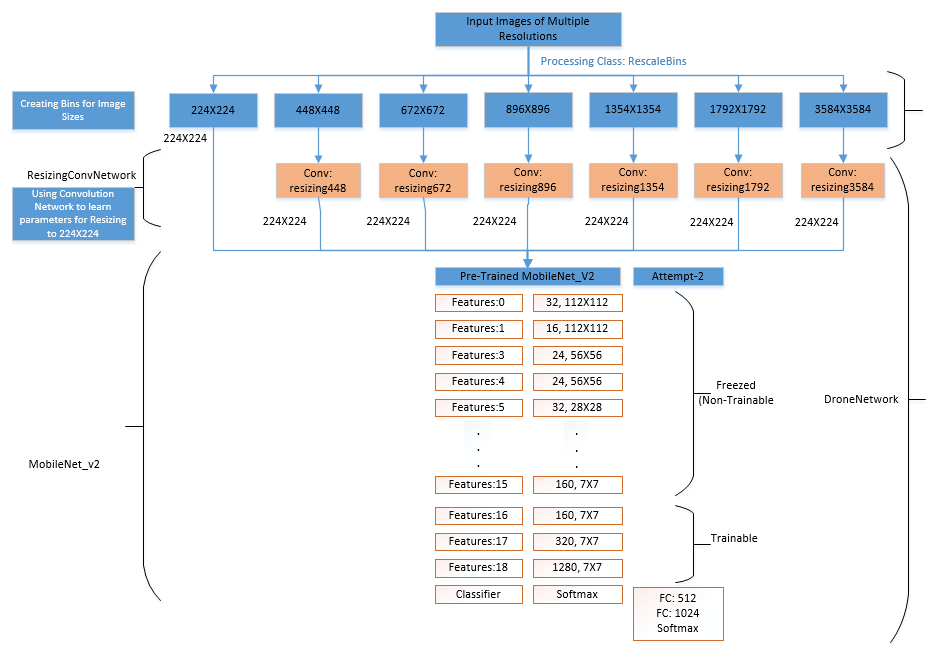 Input Images of Multiple
Resolutions
Processing Class: RescaleBins
Creating Bins for Image
Sizes
224X224
448X448
672X672
896X896
1354X1354
1792X1792
3584X3584
224X224
ResizingConvNetwork
Using Convolution
Network to learn
parameters for Resizing
to 224X224
Conv:
resizing448
Conv:
resizing672
Conv:
resizing896
Conv:
resizing1354
Conv:
resizing1792
Conv:
resizing3584
224X224
224X224
224X224
224X224
224X224
224X224
Pre-Trained MobileNet_V2
Attempt-2
Features:0
32, 112X112
Features:1
16, 112X112
Features:3
24, 56X56
Features:4
24, 56X56
Features:5
32, 28X28
.
.
.
.
.
.
Features:15
160, 7X7
Freezed
(Non-Trainable
DroneNetwork
MobileNet_v2
Features:16
160, 7X7
Features:17
320, 7X7
Features:18
1280, 7X7
Trainable
Classifier
Softmax
FC: 512
FC: 1024
Softmax